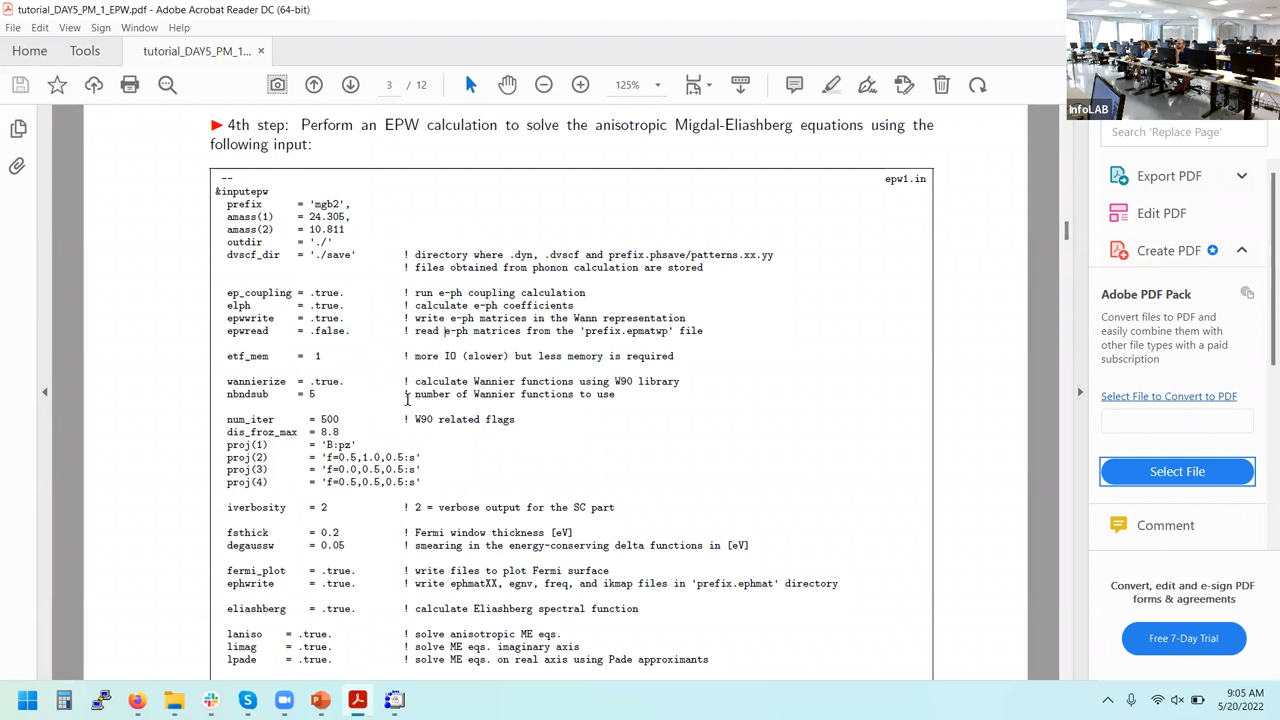 tutorial_DAY5_PM_1_EPW.pdf - Adobe Acrobat Reader DC (64-bit)
File Edit View Sign Window Help
Home Tools tutorial_DAY5_PM_1_... ×
3 / 12 125%
InfoLAB
► 4th step: Perform an EPW calculation to solve the anisotropic Migdal-Eliashberg equations using the
following input:
-- epw1.in
&inputepw
prefix = 'mgb2',
amass(1) = 24.305,
amass(2) = 10.811
outdir = './'
dvscf_dir = './save' ! directory where .dyn, .dvscf and prefix.phsave/patterns.xx.yy
! files obtained from phonon calculation are stored
ep_coupling = .true. ! run e-ph coupling calculation
elph = .true. ! calculate e-ph coefficients
epwwrite = .true. ! write e-ph matrices in the Wann representation
epwread = .false. ! read e-ph matrices from the 'prefix.epmatwp' file
etf_mem = 1 ! more IO (slower) but less memory is required
wannierize = .true. ! calculate Wannier functions using W90 library
nbndsub = 5 ! number of Wannier functions to use
num_iter = 500 ! W90 related flags
dis_froz_max = 8.8
proj(1) = 'B:pz'
proj(2) = 'f=0.5,1.0,0.5:s'
proj(3) = 'f=0.0,0.5,0.5:s'
proj(4) = 'f=0.5,0.5,0.5:s'
iverbosity = 2 ! 2 = verbose output for the SC part
fsthick = 0.2 ! Fermi window thickness [eV]
degaussw = 0.05 ! smearing in the energy-conserving delta functions in [eV]
fermi_plot = .true. ! write files to plot Fermi surface
ephwrite = .true. ! write ephmatXX, egnv, freq, and ikmap files in 'prefix.ephmat' directory
eliashberg = .true. ! calculate Eliashberg spectral function
laniso = .true. ! solve anisotropic ME eqs.
limag = .true. ! solve ME eqs. imaginary axis
lpade = .true. ! solve ME eqs. on real axis using Pade approximants
Search 'Replace Page'
Export PDF
Edit PDF
Create PDF
Adobe PDF Pack
Convert files to PDF and
easily combine them with
other file types with a paid
subscription
Select File to Convert to PDF
Select File
Comment
Convert, edit and e-sign PDF
forms & agreements
Free 7-Day Trial
9:05 AM
5/20/2022